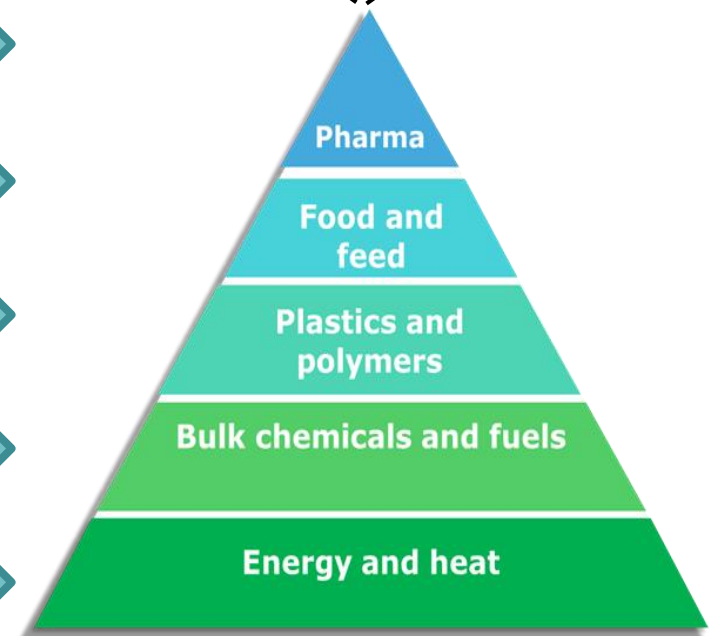 Pharma
Food and
feed
Plastics and
polymers
Bulk chemicals and fuels
Energy and heat